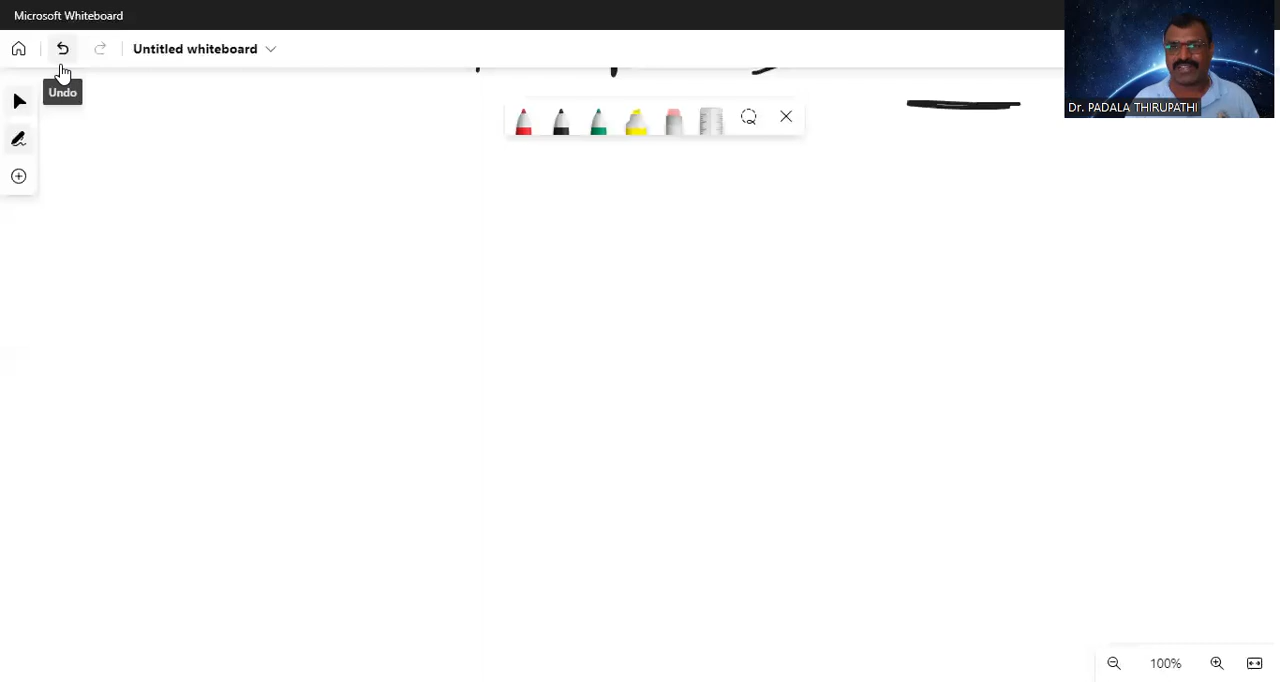 Microsoft Whiteboard
Untitled whiteboard
Undo
Dr. PADALA THIRUPATHI
100%